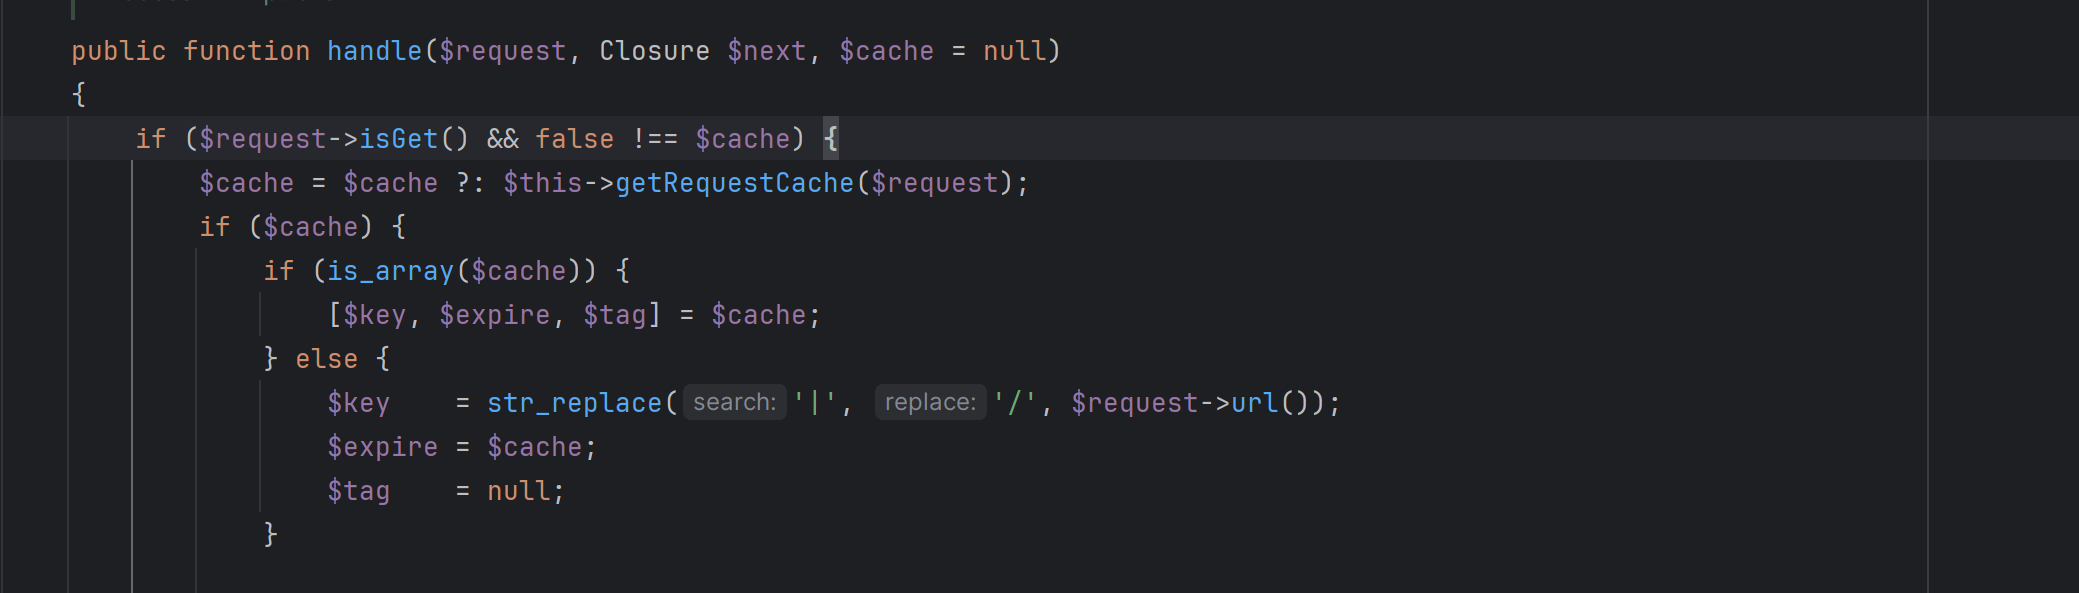 public function handle($request, Closure $next, $cache = null)
{
if ($request->isGet() && false !== $cache) {
$cache = $cache ?: $this->getRequestCache($request);
if ($cache) {
if (is_array($cache)) {
[$key, $expire, $tag] = $cache;
} else {
$key    = str_replace( search: '|', replace: '/', $request->url());
$expire = $cache;
$tag    = null;
}